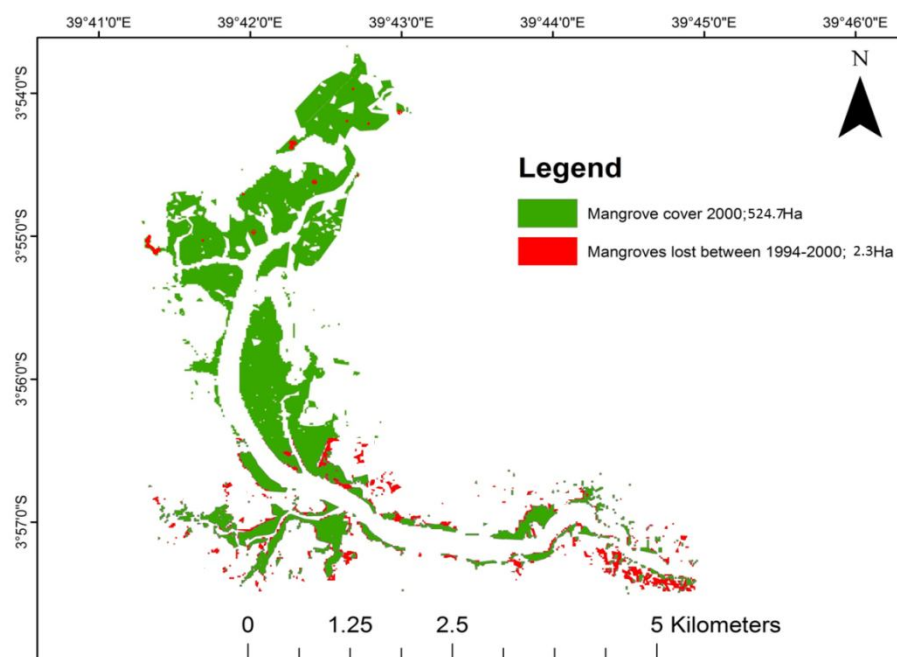 39°41'0"E 39°42'0"E 39°43'0"E 39°44'0"E 39°45'0"E 39°46'0"E
N
3°54'0"S
3°55'0"S
3°56'0"S
3°57'0"S
Legend
Mangrove cover 2000;524.7Ha
Mangroves lost between 1994-2000; 2.3Ha
0 1.25 2.5 5 Kilometers